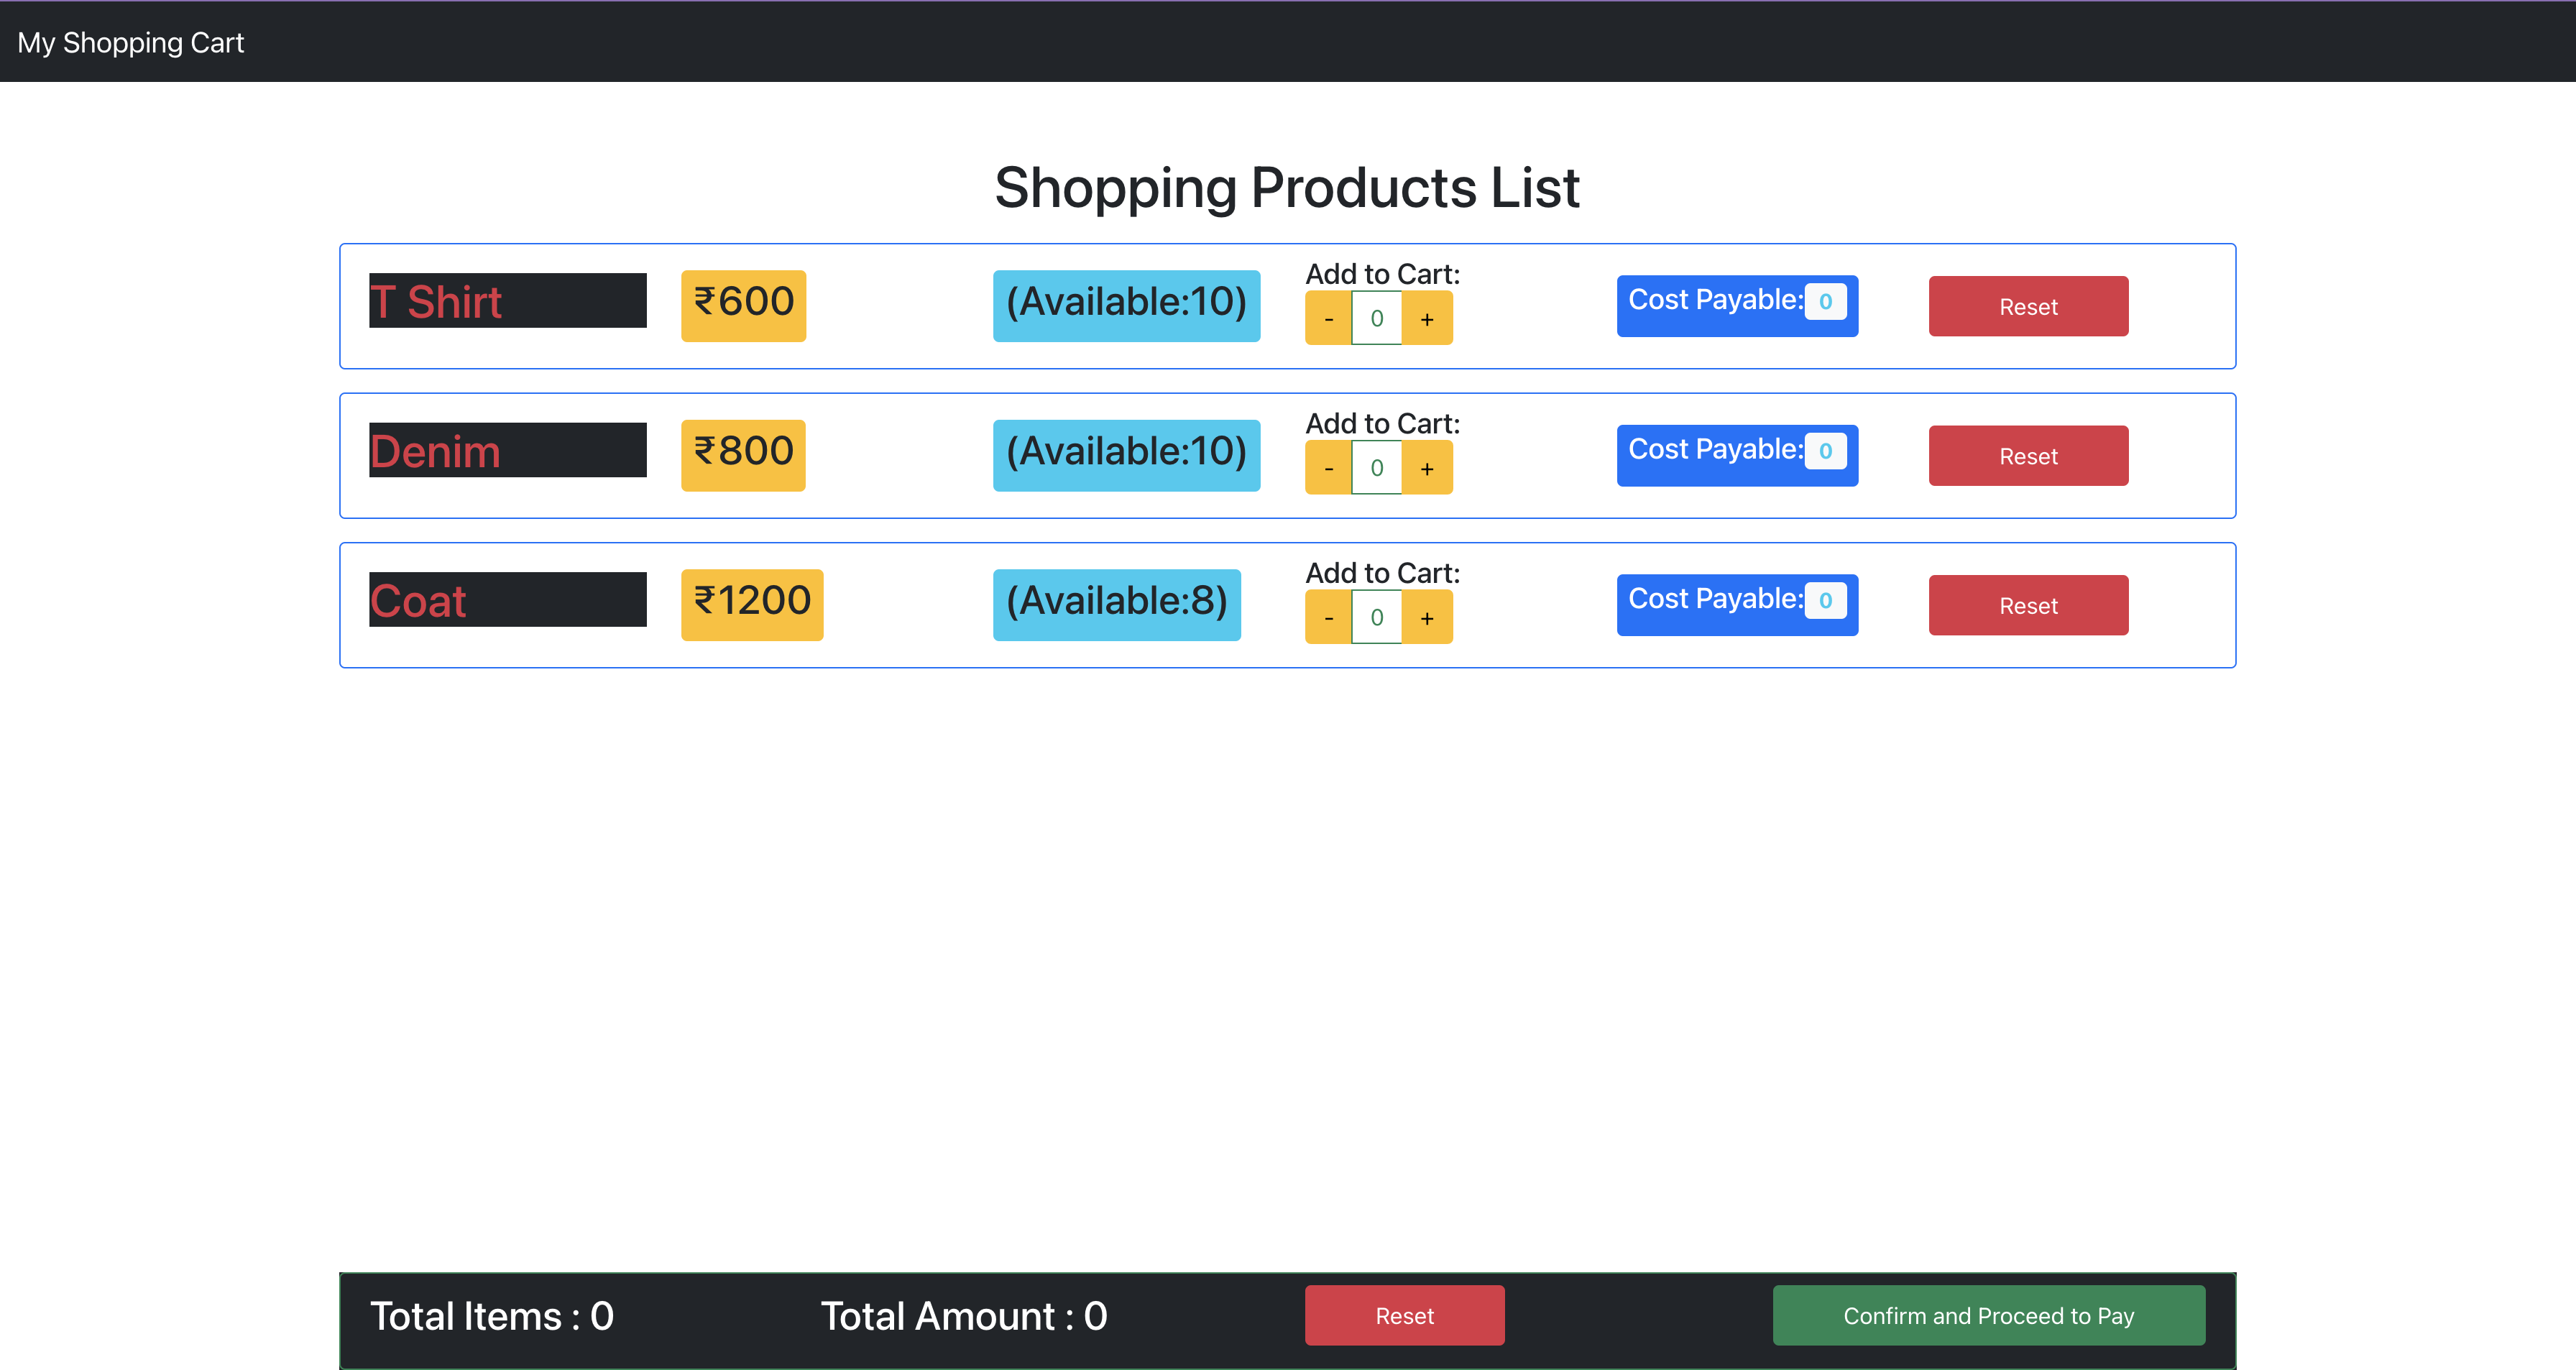 My Shopping Cart
Shopping Products List
T Shirt ₹600 (Available:10) Add to Cart: - 0 + Cost Payable: 0 Reset
Denim ₹800 (Available:10) Add to Cart: - 0 + Cost Payable: 0 Reset
Coat ₹1200 (Available:8) Add to Cart: - 0 + Cost Payable: 0 Reset
Total Items : 0 Total Amount : 0 Reset Confirm and Proceed to Pay